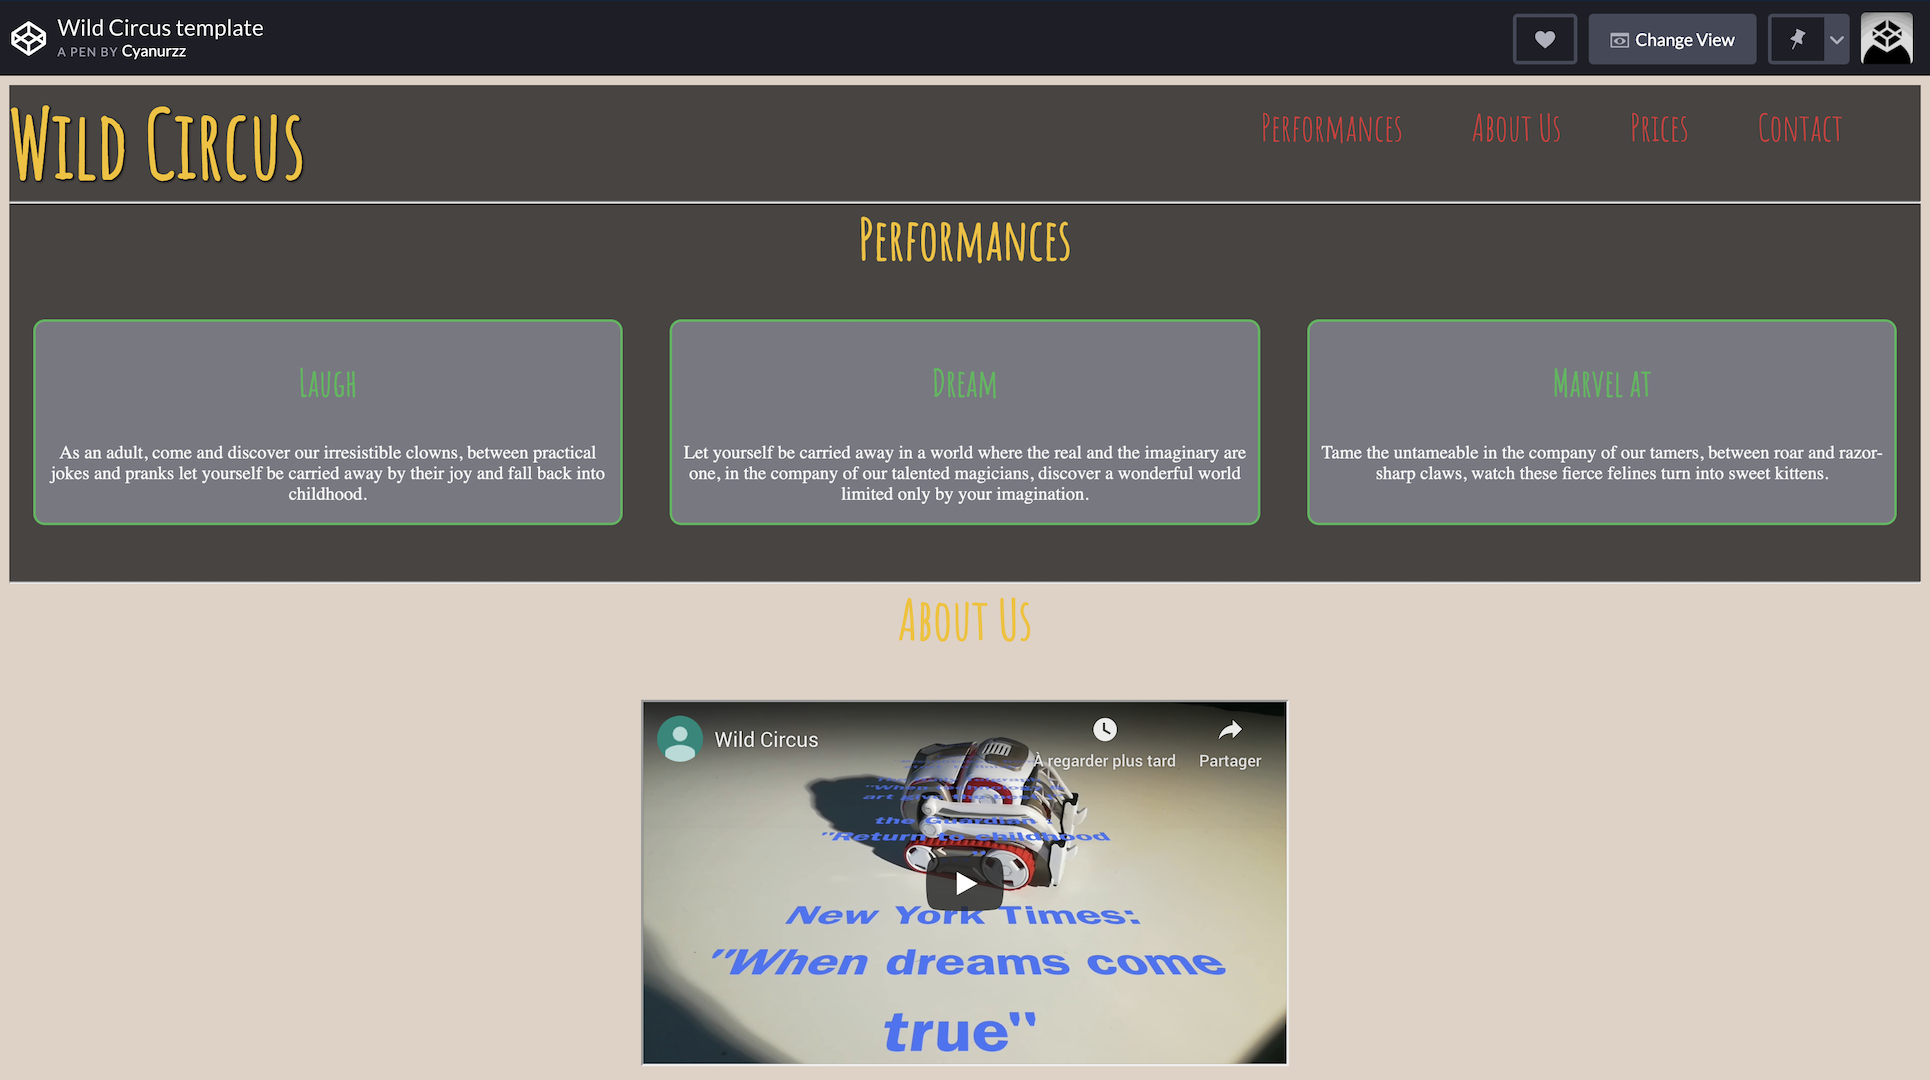 Wild Circus template
A PEN BY Cyanurzz
Change View
Wild Circus
Performances
About Us
Prices
Contact
Performances
Laugh
As an adult, come and discover our irresistible clowns, between practical
jokes and pranks let yourself be carried away by their joy and fall back into
childhood.
Dream
Let yourself be carried away in a world where the real and the imaginary are
one, in the company of our talented magicians, discover a wonderful world
limited only by your imagination.
Marvel at
Tame the untameable in the company of our tamers, between roar and razor-
sharp claws, watch these fierce felines turn into sweet kittens.
About Us
Wild Circus
À regarder plus tard
Partager
"When
art
the Guardian :
"Return to childhood
"
New York Times:
"When dreams come
true"